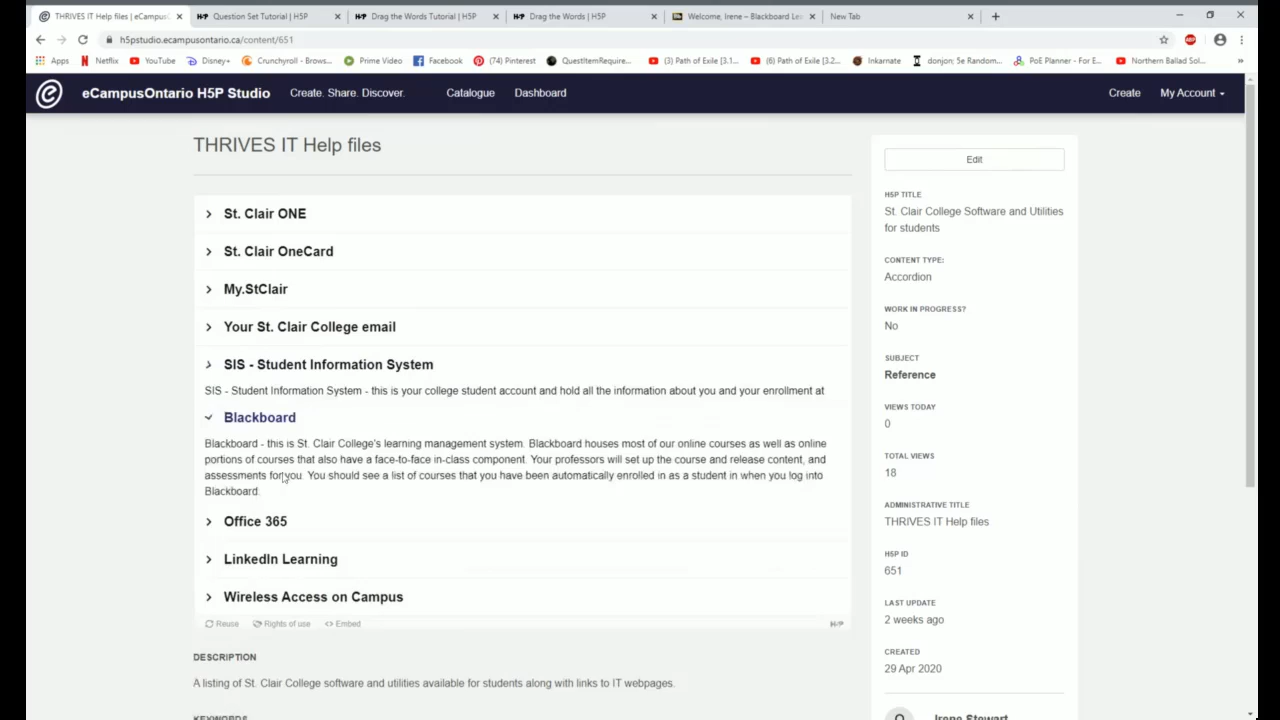 THRIVES IT Help files | eCampusO
Question Set Tutorial | H5P
Drag the Words Tutorial | H5P
Drag the Words | H5P
Welcome, Irene – Blackboard Le
New Tab
h5pstudio.ecampusontario.ca/content/651
ABP
Apps
Netflix
YouTube
Disney+
Crunchyroll - Brows...
Prime Video
Facebook
(74) Pinterest
QuestItemRequire...
(3) Path of Exile [3.1...
(6) Path of Exile [3.2...
Inkarnate
donjon; 5e Random...
PoE Planner - For E...
Northern Ballad Sol...
eCampusOntario H5P Studio
Create. Share. Discover.
Catalogue
Dashboard
Create
My Account
THRIVES IT Help files
St. Clair ONE
St. Clair OneCard
My.StClair
Your St. Clair College email
SIS - Student Information System
SIS - Student Information System - this is your college student account and hold all the information about you and your enrollment at
Blackboard
Blackboard - this is St. Clair College's learning management system. Blackboard houses most of our online courses as well as online
portions of courses that also have a face-to-face in-class component. Your professors will set up the course and release content, and
assessments for you. You should see a list of courses that you have been automatically enrolled in as a student in when you log into
Blackboard.
Office 365
LinkedIn Learning
Wireless Access on Campus
Reuse
Rights of use
Embed
H5P
DESCRIPTION
A listing of St. Clair College software and utilities available for students along with links to IT webpages.
KEYWORDS
Edit
H5P TITLE
St. Clair College Software and Utilities
for students
CONTENT TYPE:
Accordion
WORK IN PROGRESS?
No
SUBJECT
Reference
VIEWS TODAY
0
TOTAL VIEWS
18
ADMINISTRATIVE TITLE
THRIVES IT Help files
H5P ID
651
LAST UPDATE
2 weeks ago
CREATED
29 Apr 2020
Irene Stewart